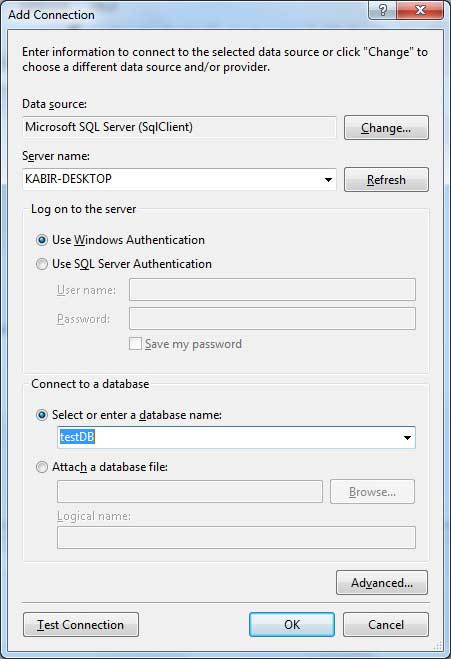 Add Connection
Enter information to connect to the selected data source or click "Change" to
choose a different data source and/or provider.
Data source:
Microsoft SQL Server (SqlClient)
Change...
Server name:
KABIR-DESKTOP
Refresh
Log on to the server
Use Windows Authentication
Use SQL Server Authentication
User name:
Password:
Save my password
Connect to a database
Select or enter a database name:
testDB
Attach a database file:
Browse...
Logical name:
Advanced...
Test Connection
OK
Cancel